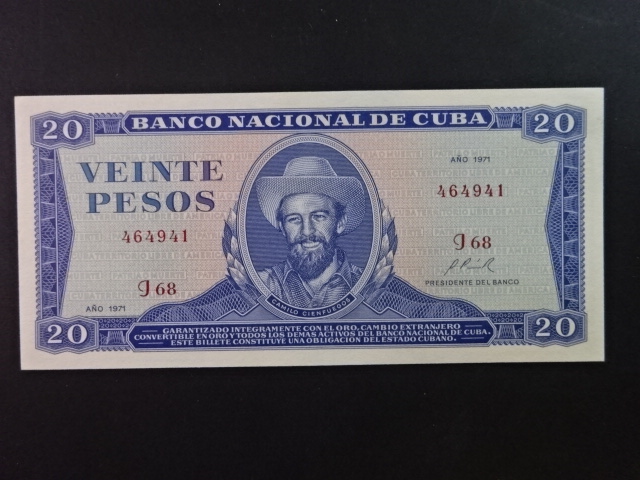 20 BANCO NACIONAL DE CUBA 20
VEINTE
PESOS
AÑO 1971
464941
464941
J 68
J 68
PRESIDENTE DEL BANCO
AÑO 1971
CAMILO CIENFUEGOS
20 20
GARANTIZADO INTEGRAMENTE CON EL ORO, CAMBIO EXTRANJERO
CONVERTIBLE EN ORO Y TODOS LOS DEMAS ACTIVOS DEL BANCO NACIONAL DE CUBA.
ESTE BILLETE CONSTITUYE UNA OBLIGACION DEL ESTADO CUBANO.